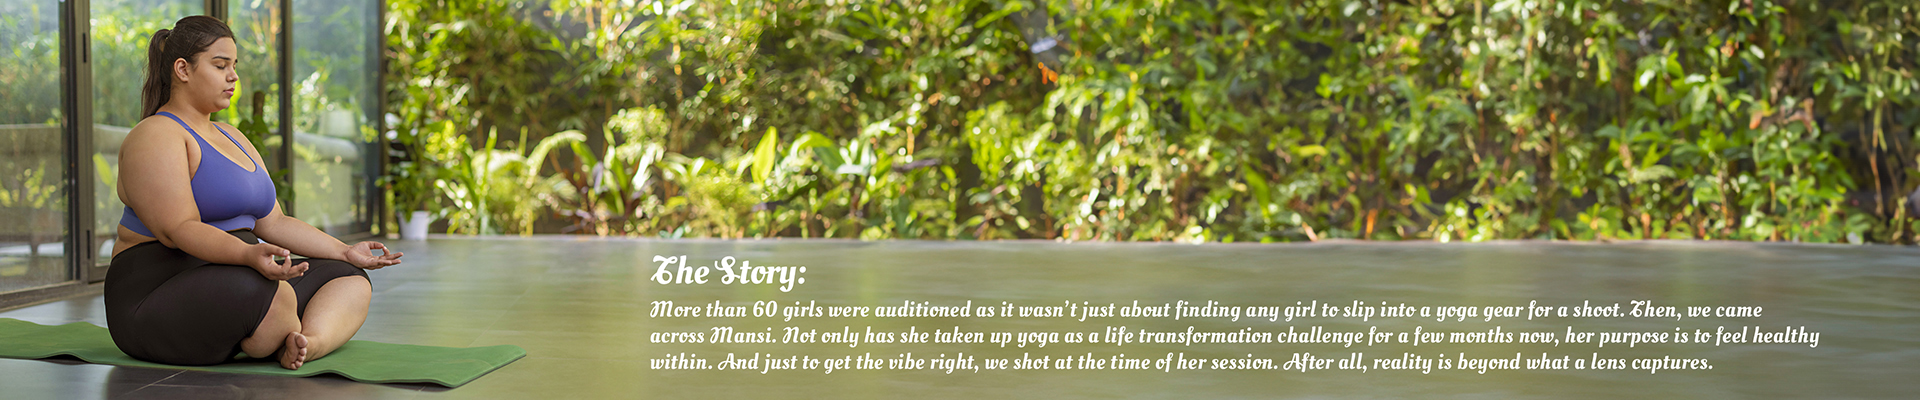 The Story:
More than 60 girls were auditioned as it wasn't just about finding any girl to slip into a yoga gear for a shoot. Then, we came
across Mansi. Not only has she taken up yoga as a life transformation challenge for a few months now, her purpose is to feel healthy
within. And just to get the vibe right, we shot at the time of her session. After all, reality is beyond what a lens captures.